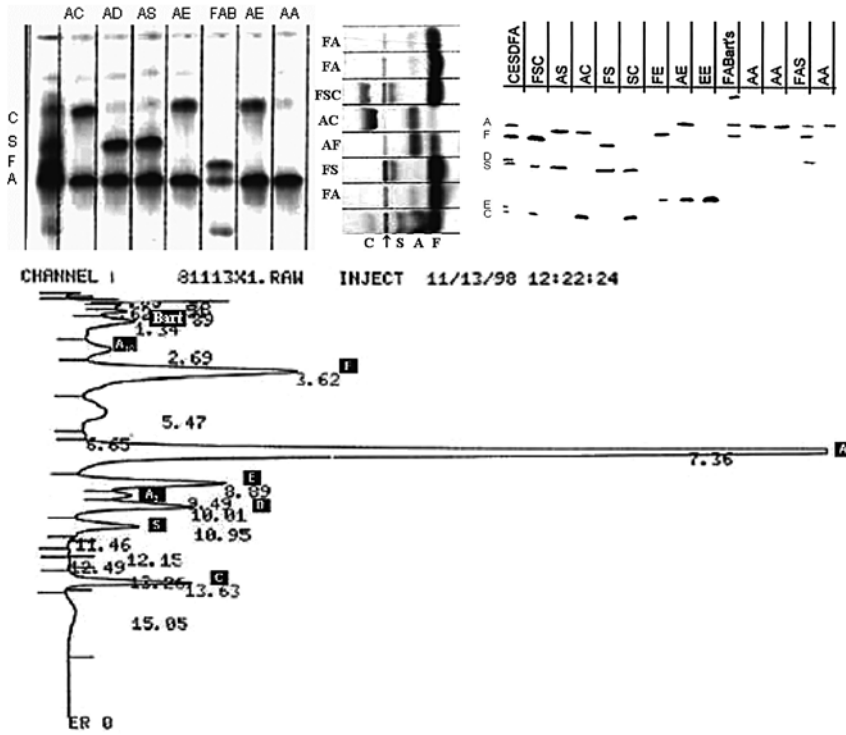 AC AD AS AE FAB AE AA
C
S
F
A
FA
FA
FSC
AC
AF
FS
FA
C ↑ S A F
CESDFA FSC AS AC FS SC FE AE EE FABart's AA AA FAS AA
A
F
D
S
E
C
CHANNEL 1 81113X1.RAW INJECT 11/13/98 12:22:24
Bart 89
1.34
2.69
F
3.62
5.47
6.65
A
7.36
E
8.89
9.49 D
10.01
S
10.95
11.46
12.15
12.49
13.26 C
13.63
15.05
ER 0